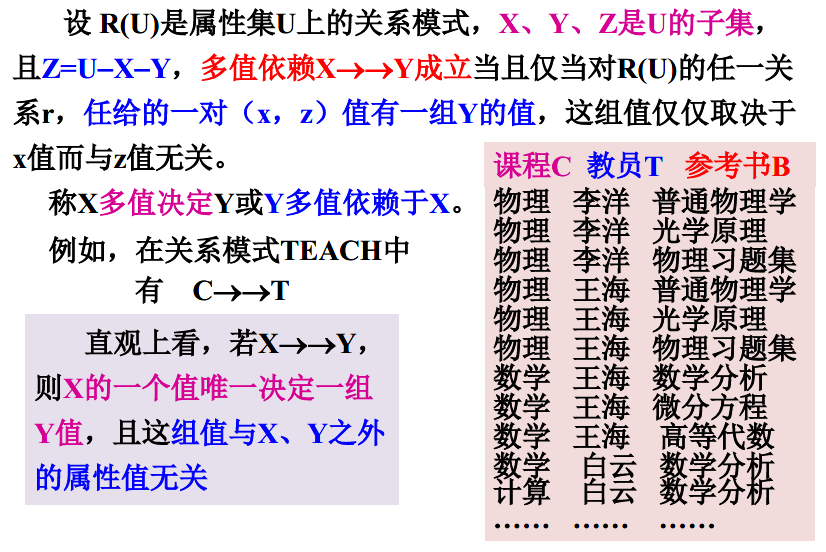 设 R(U)是属性集U上的关系模式，X、Y、Z是U的子集，
且Z=U−X−Y，多值依赖X→→Y成立当且仅当对R(U)的任一关
系r，任给的一对（x，z）值有一组Y的值，这组值仅仅取决于
x值而与z值无关。
称X多值决定Y或Y多值依赖于X。
例如，在关系模式TEACH中
有 C→→T
直观上看，若X→→Y，
则X的一个值唯一决定一组
Y值，且这组值与X、Y之外
的属性值无关
课程C 教员T 参考书B
物理 李洋 普通物理学
物理 李洋 光学原理
物理 李洋 物理习题集
物理 王海 普通物理学
物理 王海 光学原理
物理 王海 物理习题集
数学 王海 数学分析
数学 王海 微分方程
数学 王海 高等代数
数学 白云 数学分析
计算 白云 数学分析
…… …… ……